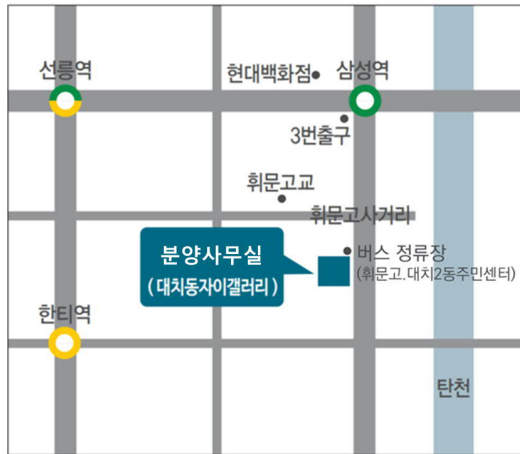 선릉역
현대백화점
삼성역
3번출구
휘문고교
휘문고사거리
분양사무실
(대치동자이갤러리)
버스 정류장
(휘문고.대치2동주민센터)
한티역
탄천